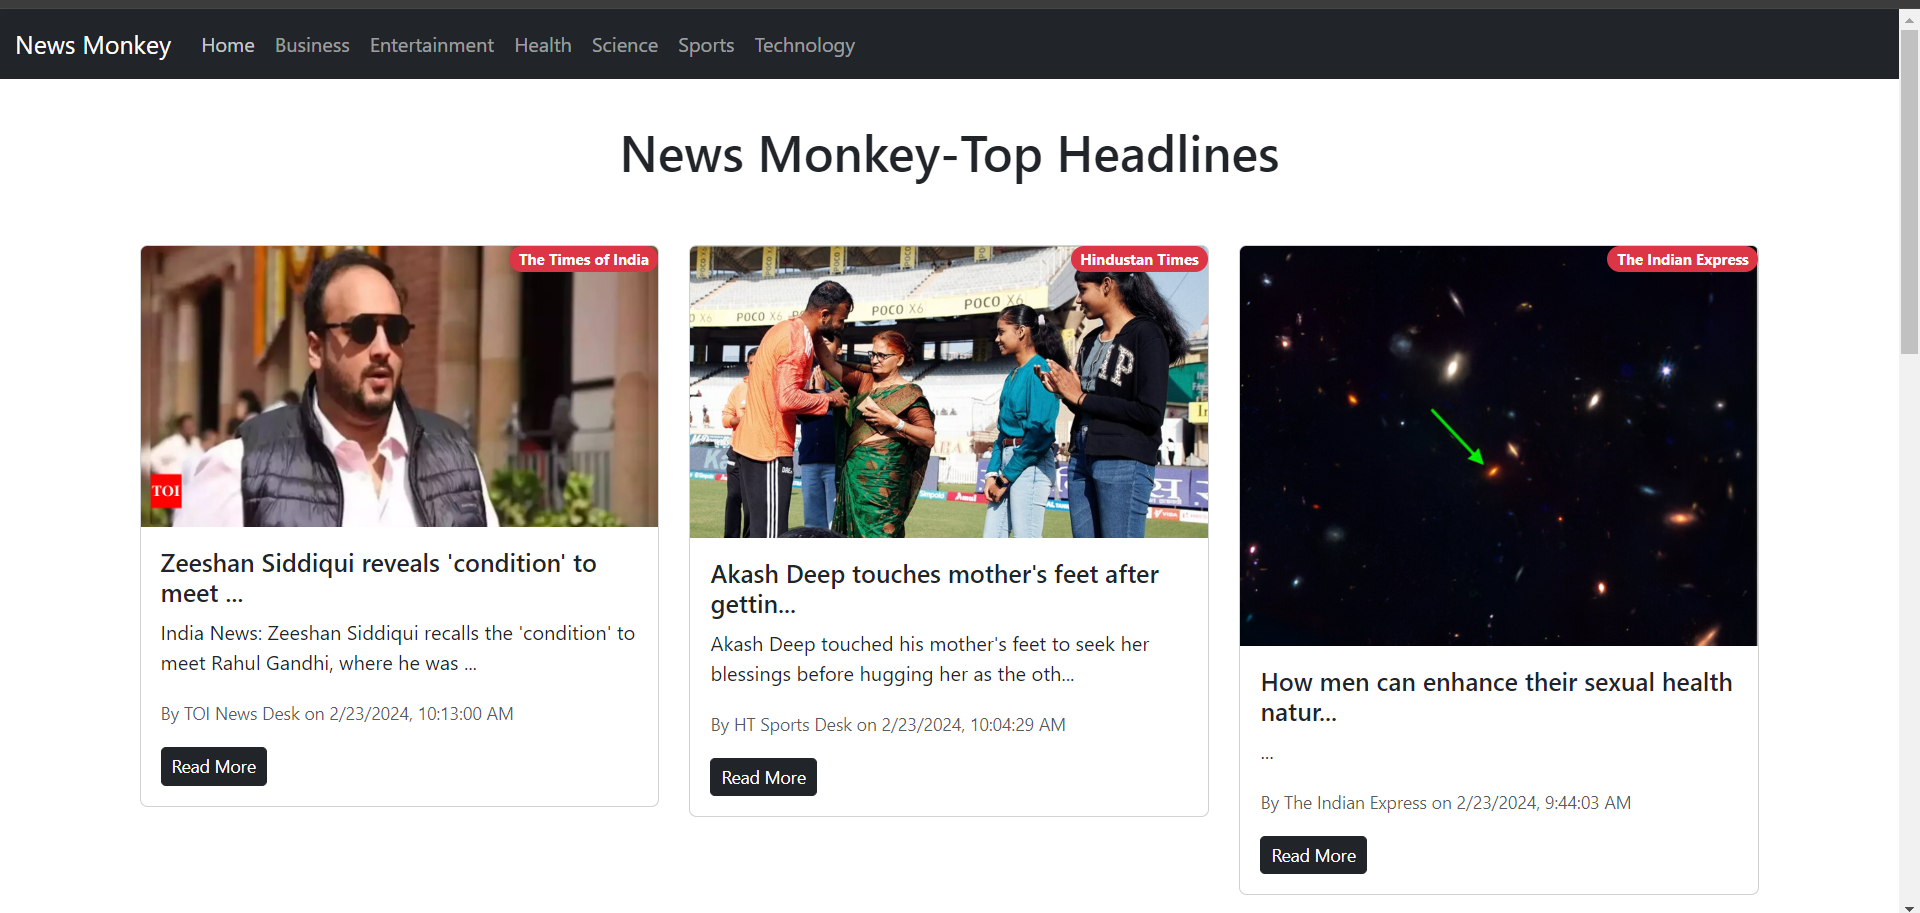 News Monkey Home Business Entertainment Health Science Sports Technology
News Monkey-Top Headlines
The Times of India
TOI
Zeeshan Siddiqui reveals 'condition' to
meet ...
India News: Zeeshan Siddiqui recalls the 'condition' to
meet Rahul Gandhi, where he was ...
By TOI News Desk on 2/23/2024, 10:13:00 AM
Read More
Hindustan Times
POCO X6
POCO X6
POCO X6
Amul
Akash Deep touches mother's feet after
gettin...
Akash Deep touched his mother's feet to seek her
blessings before hugging her as the oth...
By HT Sports Desk on 2/23/2024, 10:04:29 AM
Read More
The Indian Express
How men can enhance their sexual health
natur...
...
By The Indian Express on 2/23/2024, 9:44:03 AM
Read More